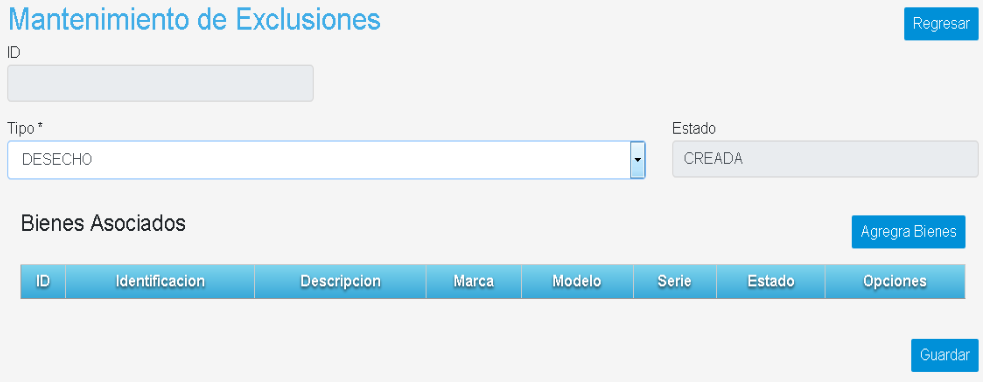 Mantenimiento de Exclusiones
Regresar
ID
Tipo *
Estado
DESECHO
CREADA
Bienes Asociados
Agregra Bienes
ID Identificacion Descripcion Marca Modelo Serie Estado Opciones
Guardar